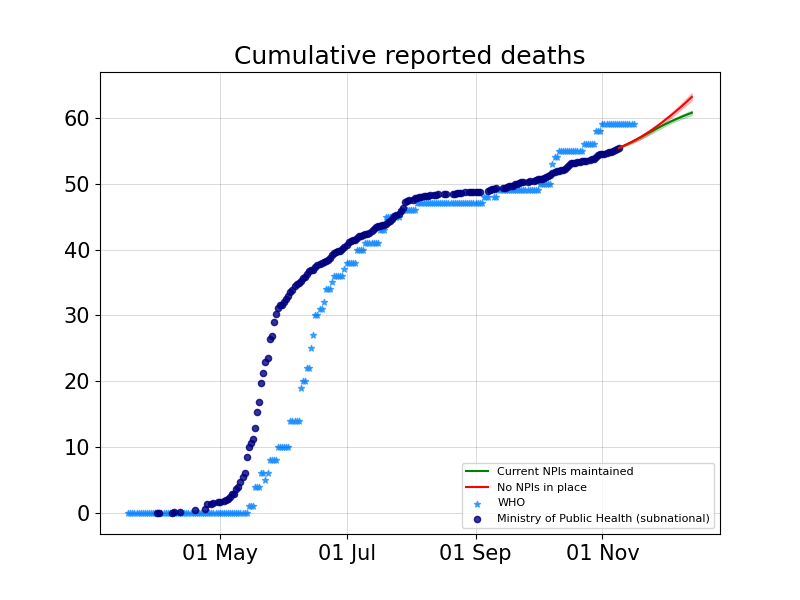 Cumulative reported deaths
60
50
40
30
20
10
0
01 May
01 Jul
01 Sep
01 Nov
Current NPIs maintained
No NPIs in place
WHO
Ministry of Public Health (subnational)